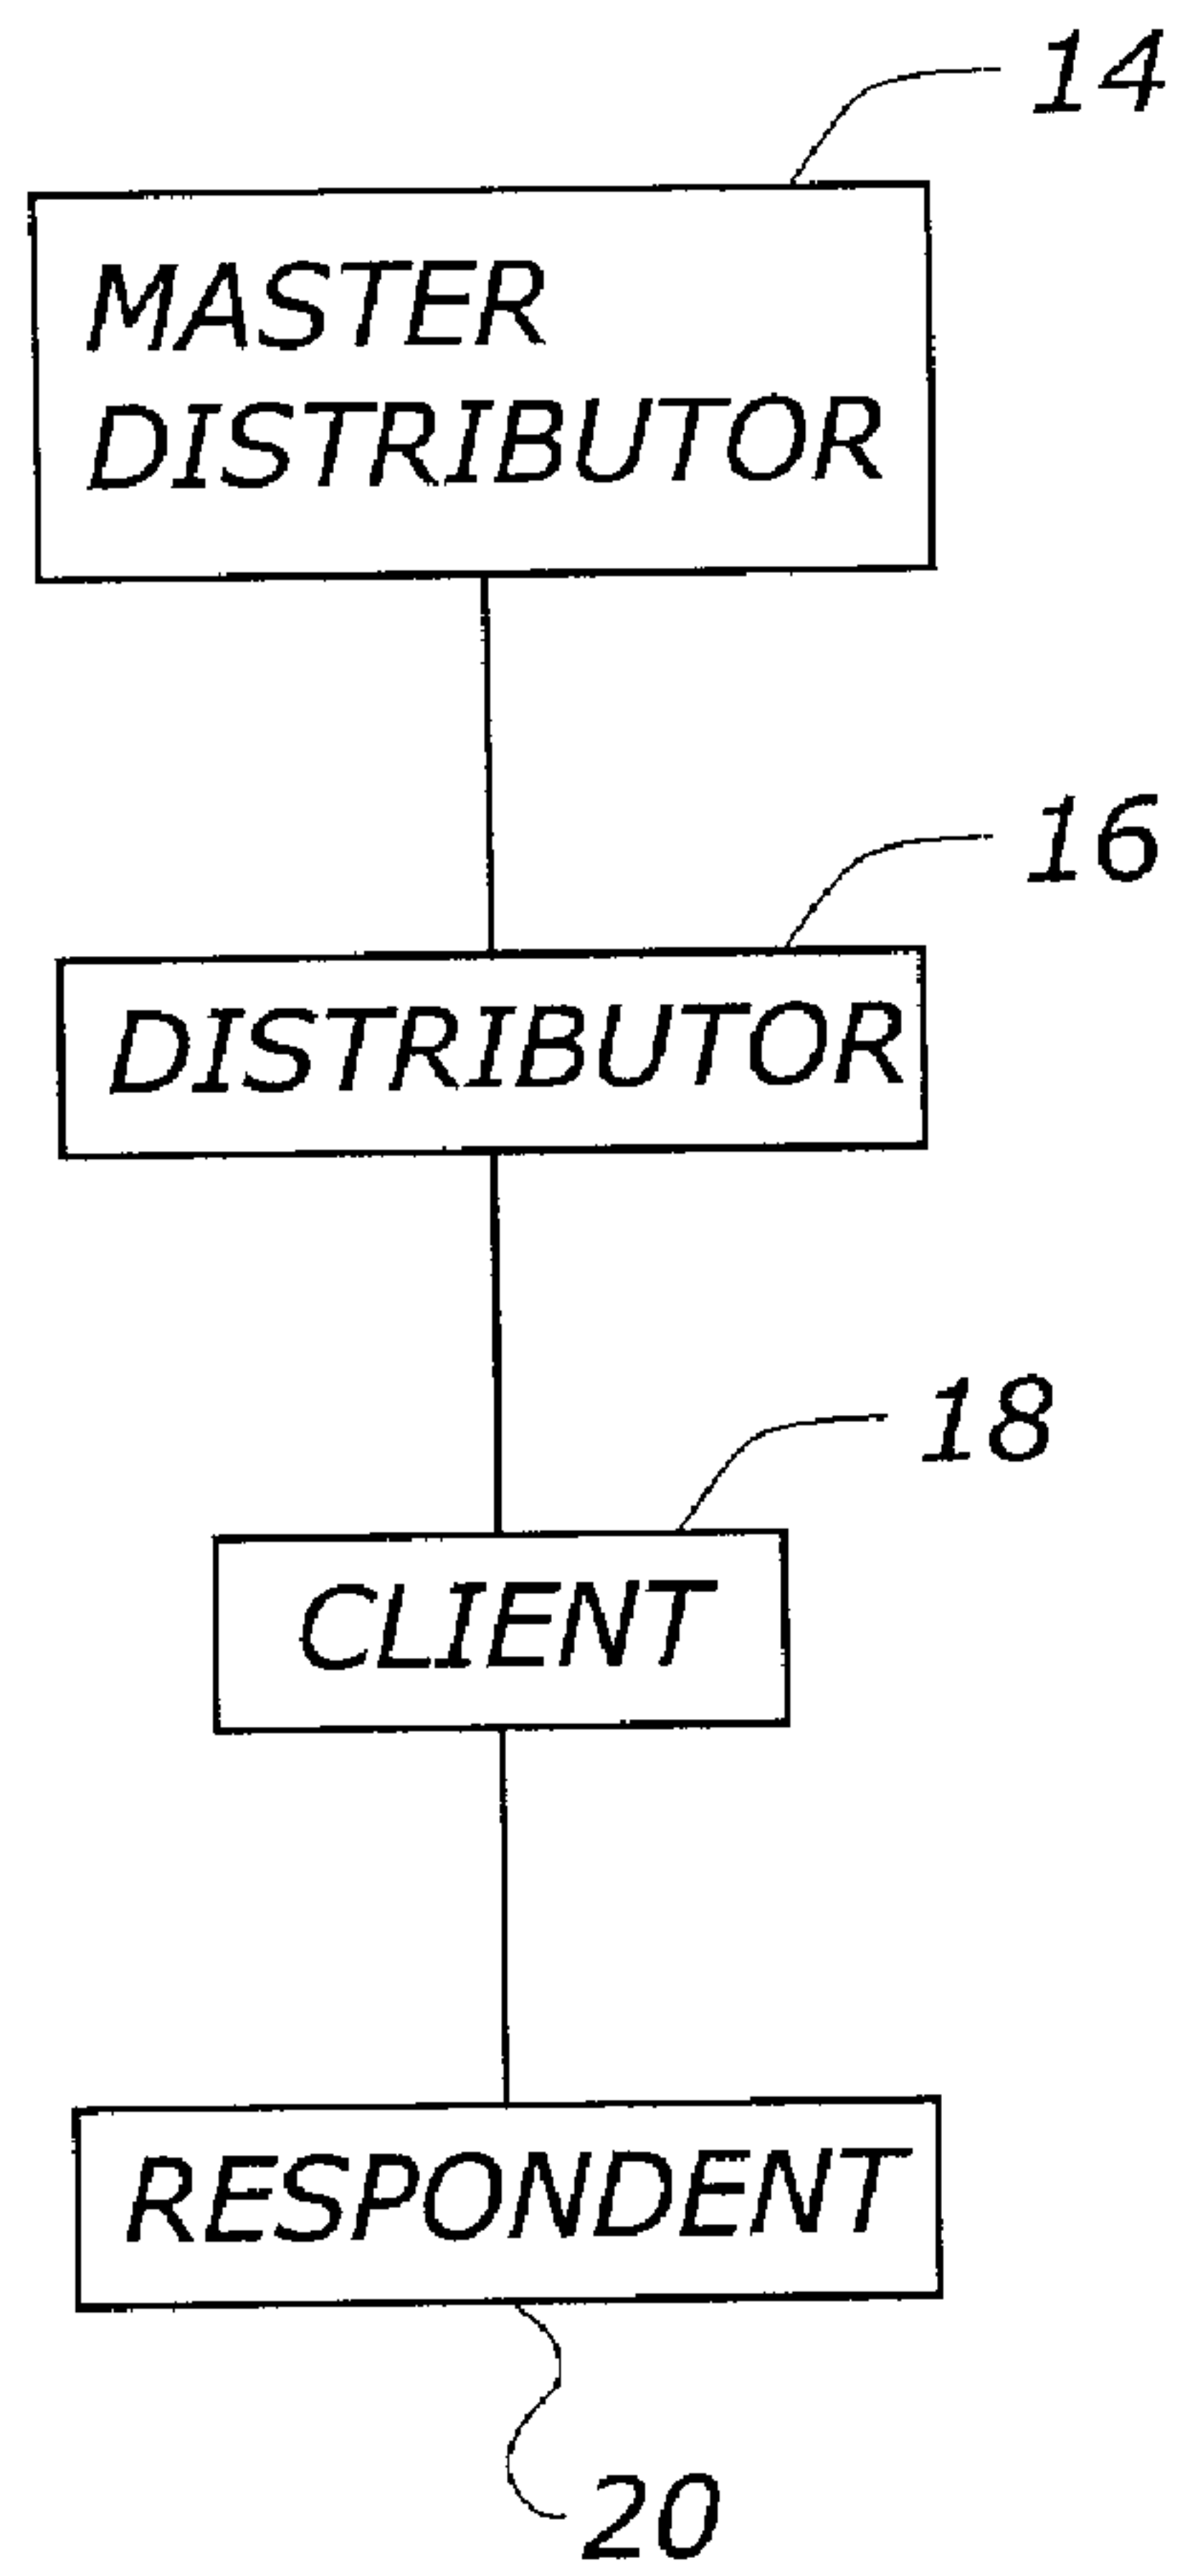 14
MASTER
DISTRIBUTOR
16
DISTRIBUTOR
18
CLIENT
RESPONDENT
20